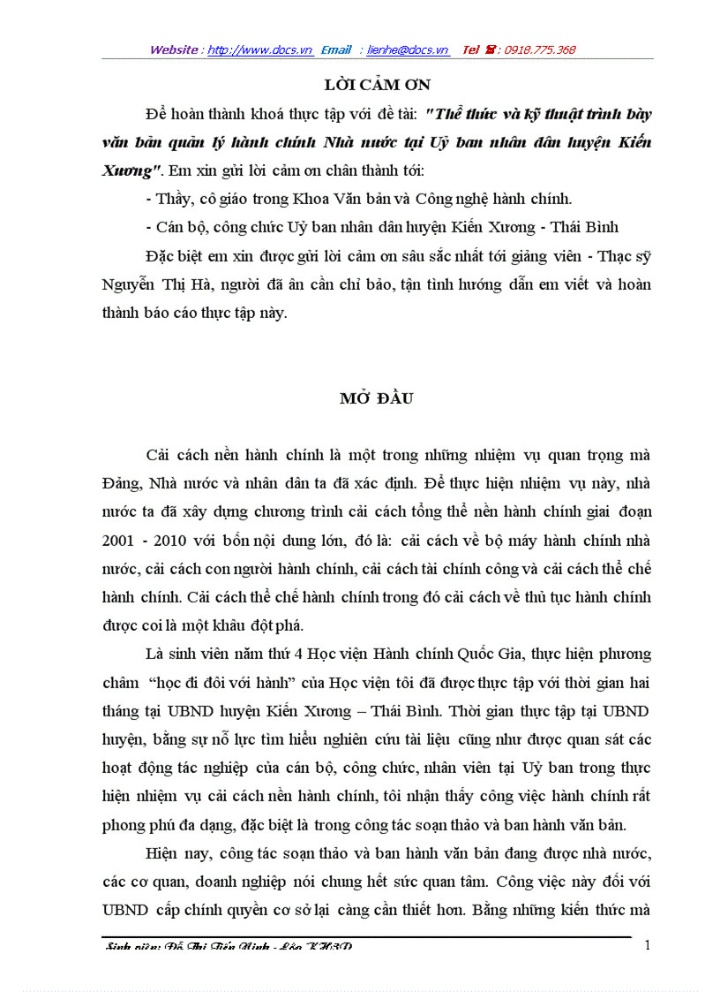 Website : http://www.docs.vn Email : lienhe@docs.vn Tel ☎ : 0918.775.368
LỜI CẢM ƠN
Để hoàn thành khoá thực tập với đề tài: "Thể thức và kỹ thuật trình bày
văn bản quản lý hành chính Nhà nước tại Uỷ ban nhân đân huyện Kiến
Xương". Em xin gửi lời cảm ơn chân thành tới:
- Thầy, cô giáo trong Khoa Văn bản và Công nghệ hành chính.
- Cán bộ, công chức Uỷ ban nhân dân huyện Kiến Xương - Thái Bình
Đặc biệt em xin được gửi lời cảm ơn sâu sắc nhất tới giảng viên - Thạc sỹ
Nguyễn Thị Hà, người đã ân cần chỉ bảo, tận tình hướng dẫn em viết và hoàn
thành báo cáo thực tập này.
MỞ ĐẦU
Cải cách nền hành chính là một trong những nhiệm vụ quan trọng mà
Đảng, Nhà nước và nhân dân ta đã xác định. Để thực hiện nhiệm vụ này, nhà
nước ta đã xây dựng chương trình cải cách tổng thể nền hành chính giai đoạn
2001 - 2010 với bốn nội dung lớn, đó là: cải cách về bộ máy hành chính nhà
nước, cải cách con người hành chính, cải cách tài chính công và cải cách thể chế
hành chính. Cải cách thể chế hành chính trong đó cải cách về thủ tục hành chính
được coi là một khâu đột phá.
Là sinh viên năm thứ 4 Học viện Hành chính Quốc Gia, thực hiện phương
châm “học đi đôi với hành” của Học viện tôi đã được thực tập với thời gian hai
tháng tại UBND huyện Kiến Xương – Thái Bình. Thời gian thực tập tại UBND
huyện, bằng sự nỗ lực tìm hiểu nghiên cứu tài liệu cũng như được quan sát các
hoạt động tác nghiệp của cán bộ, công chức, nhân viên tại Uỷ ban trong thực
hiện nhiệm vụ cải cách nền hành chính, tôi nhận thấy công việc hành chính rất
phong phú đa dạng, đặc biệt là trong công tác soạn thảo và ban hành văn bản.
Hiện nay, công tác soạn thảo và ban hành văn bản đang được nhà nước,
các cơ quan, doanh nghiệp nói chung hết sức quan tâm. Công việc này đối với
UBND cấp chính quyền cơ sở lại càng cần thiết hơn. Bằng những kiến thức mà
Sinh viên: Đỗ Thị Tiến Ninh - Lớp KH3D 1